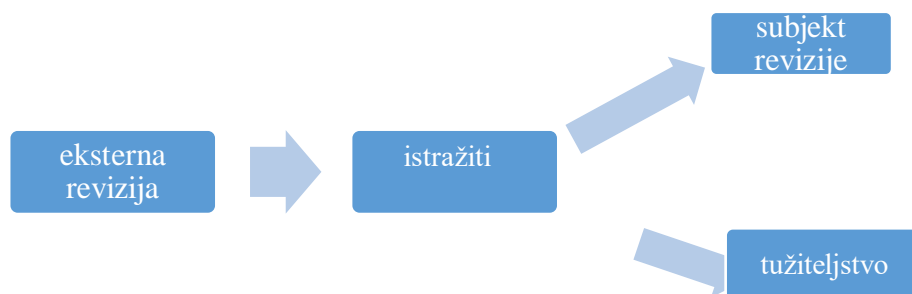 subjekt
revizije
eksterna
revizija
istražiti
tužiteljstvo